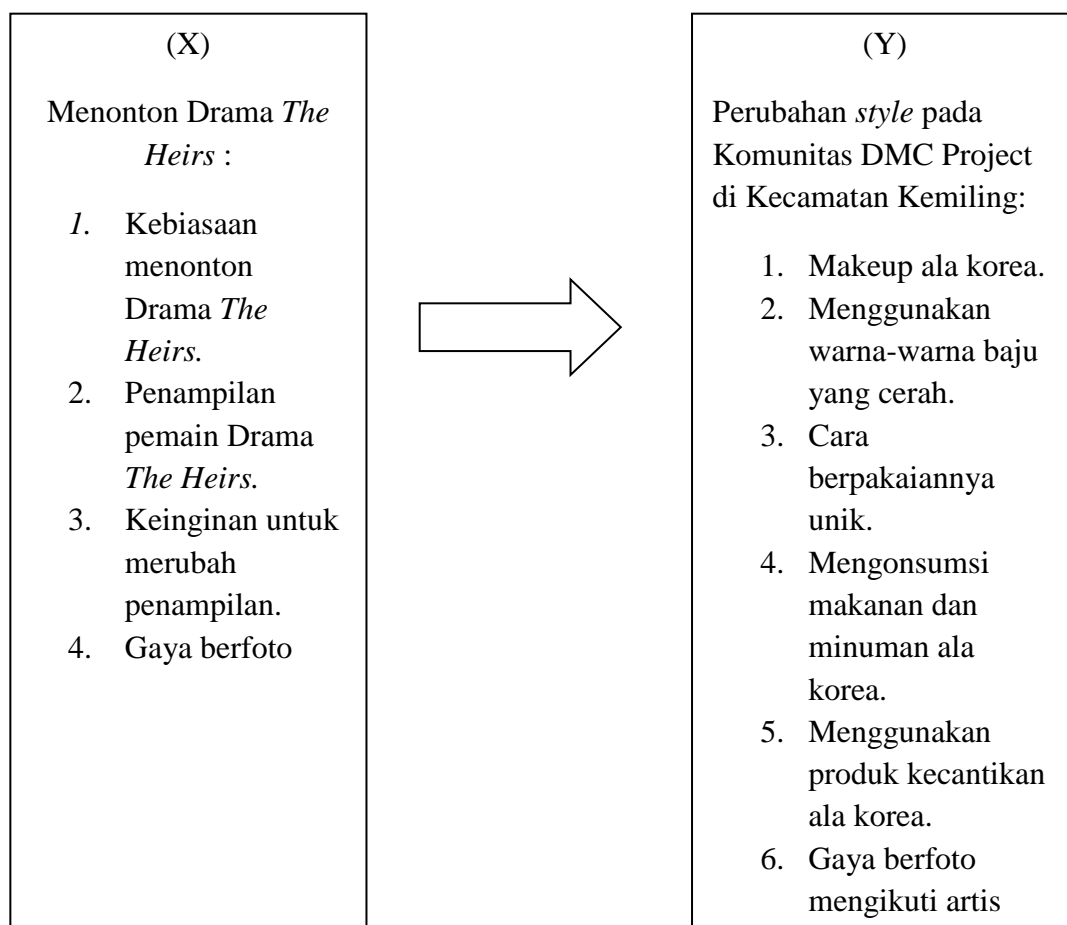 (X)
Menonton Drama The
Heirs :
1. Kebiasaan
menonton
Drama The
Heirs.
2. Penampilan
pemain Drama
The Heirs.
3. Keinginan untuk
merubah
penampilan.
4. Gaya berfoto
(Y)
Perubahan style pada
Komunitas DMC Project
di Kecamatan Kemiling:
1. Makeup ala korea.
2. Menggunakan
warna-warna baju
yang cerah.
3. Cara
berpakaiannya
unik.
4. Mengonsumsi
makanan dan
minuman ala
korea.
5. Menggunakan
produk kecantikan
ala korea.
6. Gaya berfoto
mengikuti artis